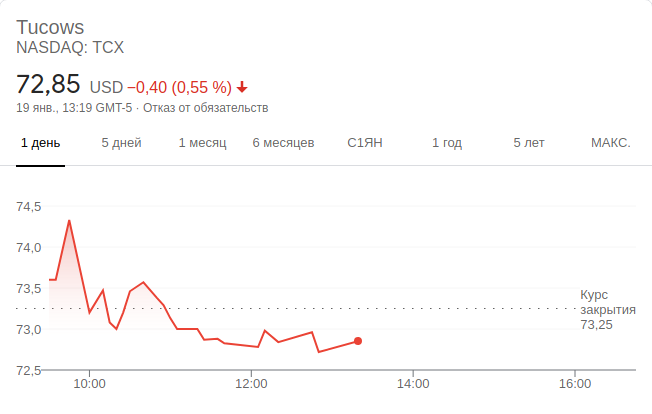 Tucows
NASDAQ: TCX
72,85 USD −0,40 (0,55 %)
19 янв., 13:19 GMT-5 · Отказ от обязательств
1 день 5 дней 1 месяц 6 месяцев С1ЯН 1 год 5 лет МАКС.
74,5
74,0
73,5
Курс
закрытия
73,25
73,0
72,5
10:00 12:00 14:00 16:00